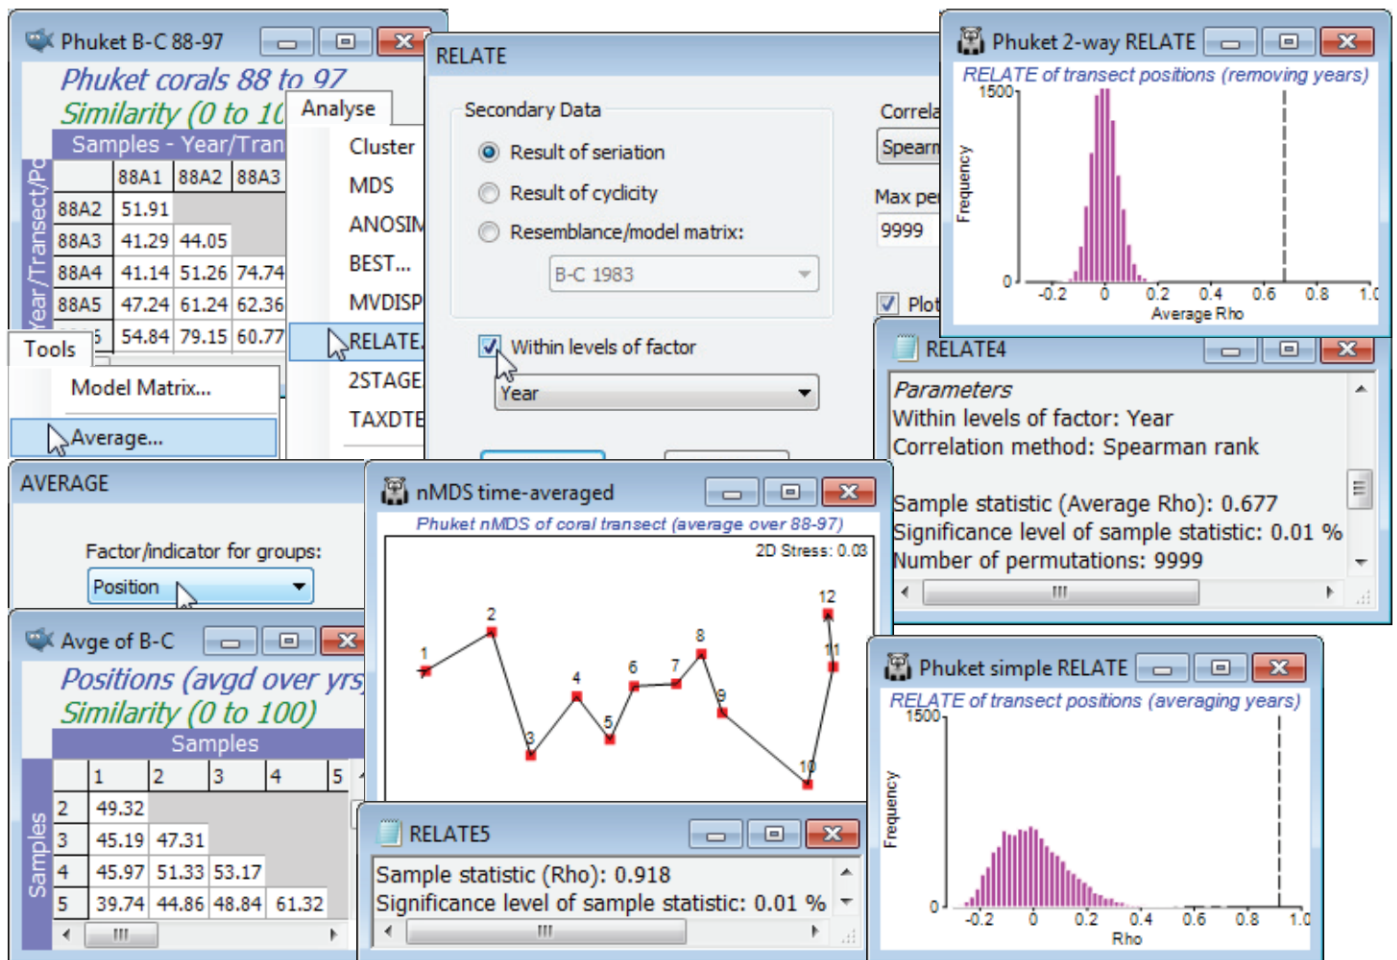 Phuket B-C 88-97
Phuket corals 88 to 97
Similarity (0 to 10
Samples - Year/Tran
Year/Transect/Po
88A1 88A2 88A3
88A2 51.91
88A3 41.29 44.05
88A4 41.14 51.26 74.74
88A5 47.24 61.24 62.36
54.84 79.15 60.77
Analyse
Cluster
MDS
ANOSIM
BEST...
MVDISP
RELATE.
2STAGE
TAXDTE
Tools
Model Matrix...
Average...
RELATE
Secondary Data
Result of seriation
Result of cyclicity
Resemblance/model matrix:
B-C 1983
Within levels of factor
Year
Correla
Spearm
Max pe
9999
Plot
Phuket 2-way RELATE
RELATE of transect positions (removing years)
1500
Frequency
0
-0.2 0 0.2 0.4 0.6 0.8 1.0
Average Rho
RELATE4
Parameters
Within levels of factor: Year
Correlation method: Spearman rank
Sample statistic (Average Rho): 0.677
Significance level of sample statistic: 0.01 %
Number of permutations: 9999
AVERAGE
Factor/indicator for groups:
Position
Avge of B-C
Positions (avgd over yrs
Similarity (0 to 100)
Samples
Samples
1 2 3 4 5
2 49.32
3 45.19 47.31
4 45.97 51.33 53.17
5 39.74 44.86 48.84 61.32
nMDS time-averaged
Phuket nMDS of coral transect (average over 88-97)
2D Stress: 0.03
1 2 3 4 5 6 7 8 9 10 11 12
RELATE5
Sample statistic (Rho): 0.918
Significance level of sample statistic: 0.01 %
Phuket simple RELATE
RELATE of transect positions (averaging years)
1500
Frequency
0
-0.2 0 0.2 0.4 0.6 0.8 1.0
Rho